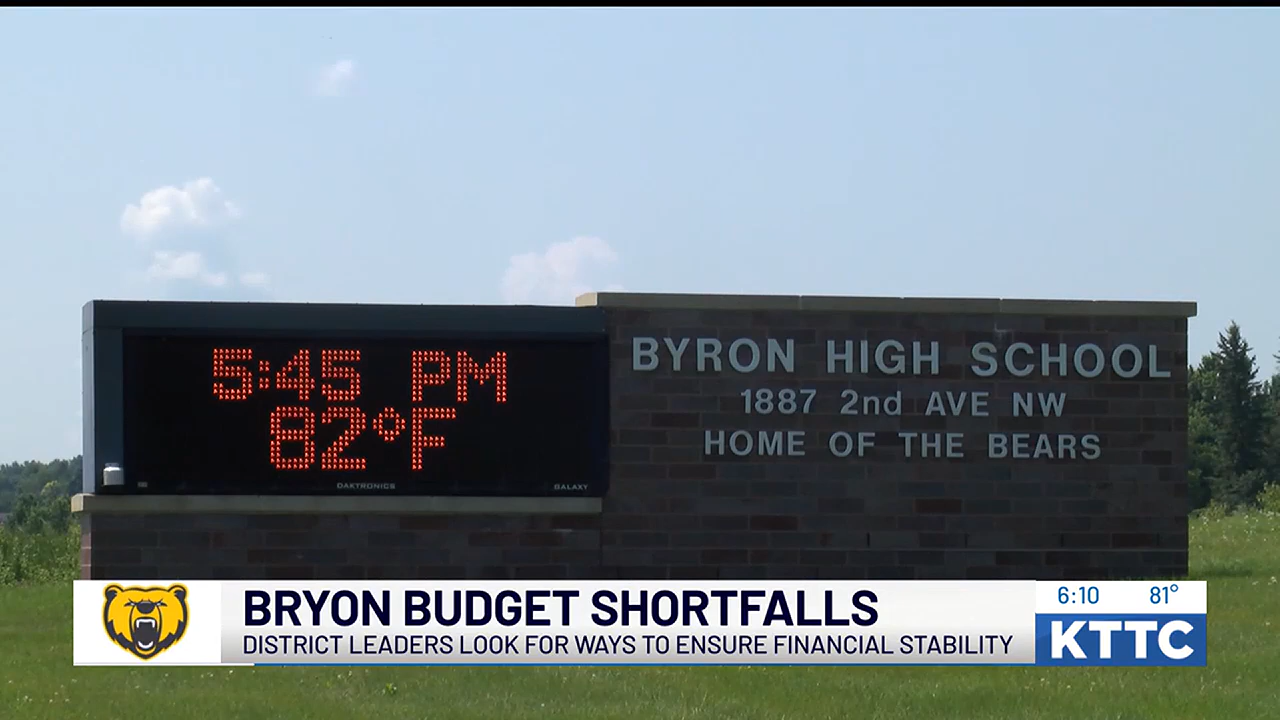 5:45 PM
82°F
DAKTRONICS GALAXY
BYRON HIGH SCHOOL
1887 2nd AVE NW
HOME OF THE BEARS
BRYON BUDGET SHORTFALLS
DISTRICT LEADERS LOOK FOR WAYS TO ENSURE FINANCIAL STABILITY
6:10 81°
KTTC